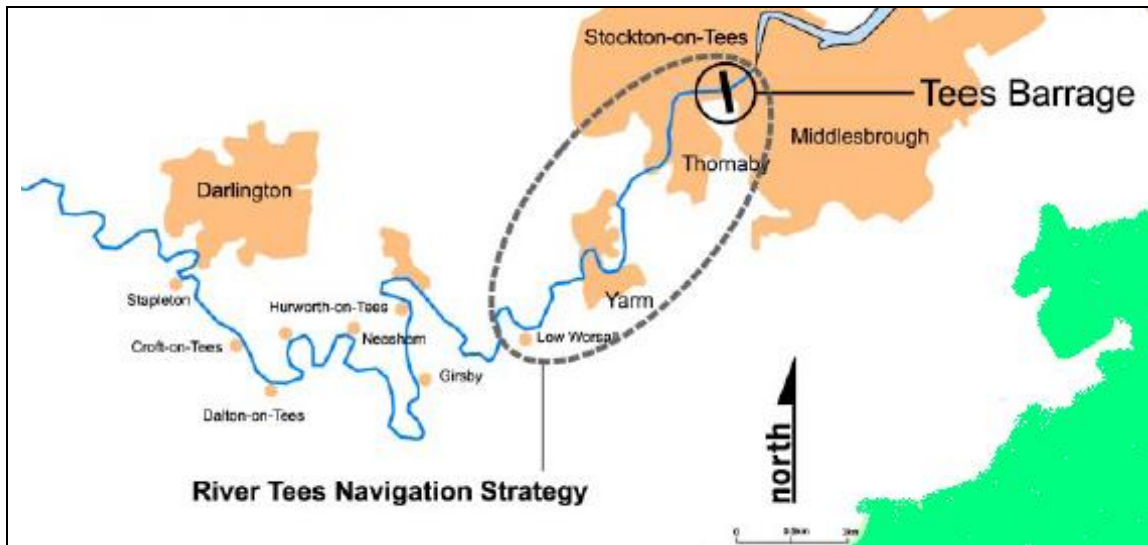 Stockton-on-Tees
Tees Barrage
Middlesbrough
Thornaby
Darlington
Yarm
Stapleton
Hurworth-on-Tees
Croft-on-Tees
Neasham
Low Worsall
Girsby
Dalton-on-Tees
River Tees Navigation Strategy
north
0